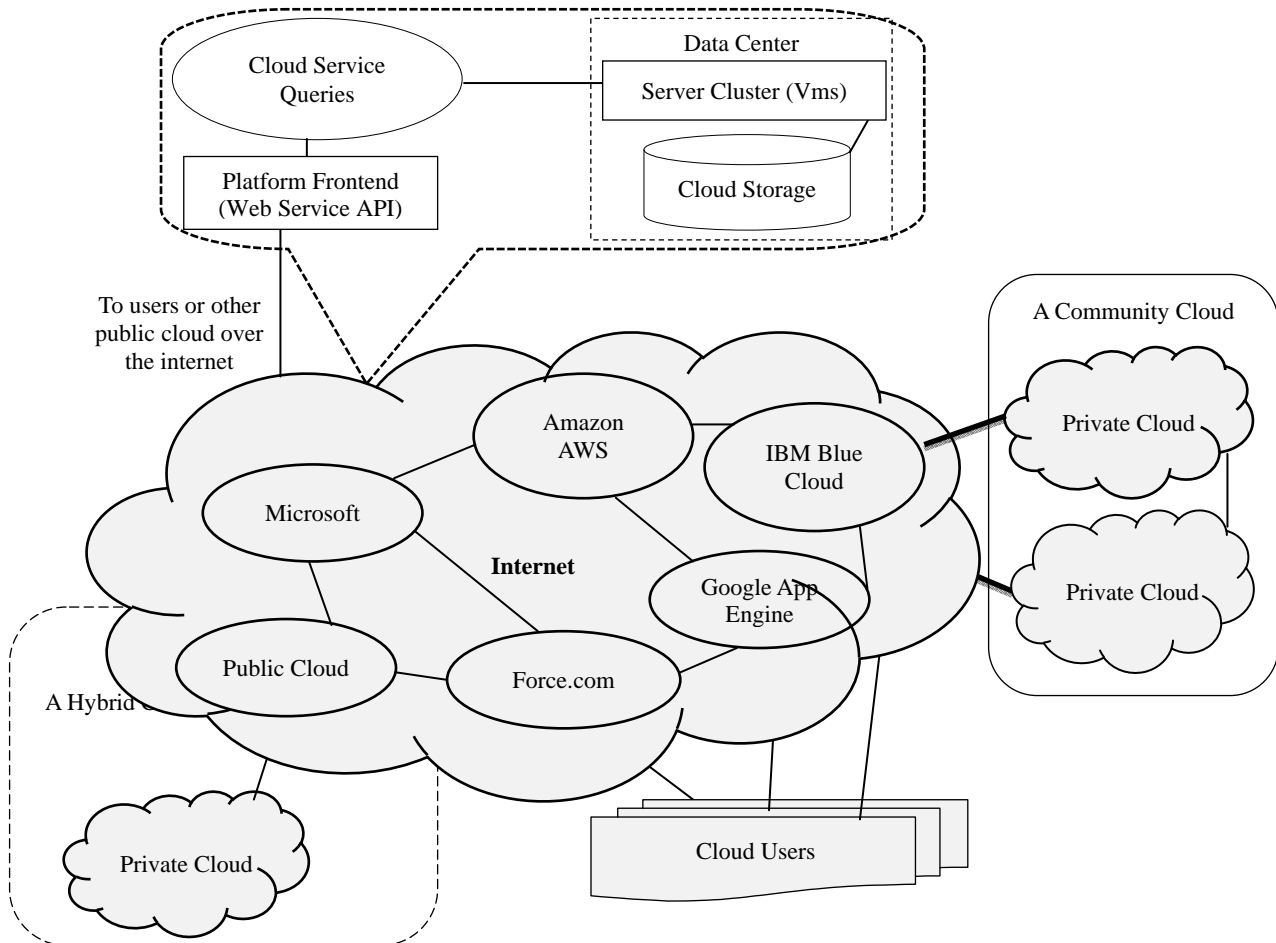 Data Center
Cloud Service
Queries
Server Cluster (Vms)
Platform Frontend
(Web Service API)
Cloud Storage
To users or other
public cloud over
the internet
A Community Cloud
Amazon
AWS
IBM Blue
Cloud
Private Cloud
Microsoft
Internet
Google App
Engine
Private Cloud
Public Cloud
Force.com
A Hybrid
Private Cloud
Cloud Users